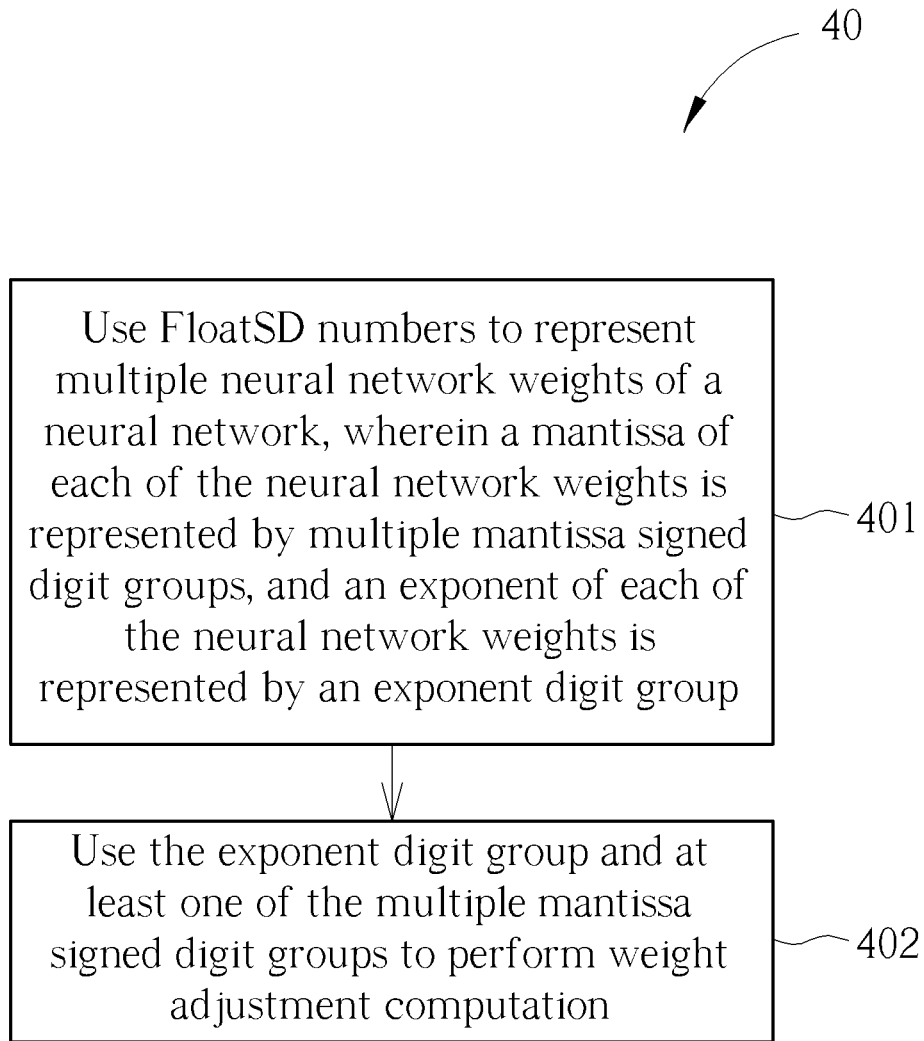 40
Use FloatSD numbers to represent
multiple neural network weights of a
neural network, wherein a mantissa of
each of the neural network weights is
represented by multiple mantissa signed
digit groups, and an exponent of each of
the neural network weights is
represented by an exponent digit group
401
Use the exponent digit group and at
least one of the multiple mantissa
signed digit groups to perform weight
adjustment computation
402